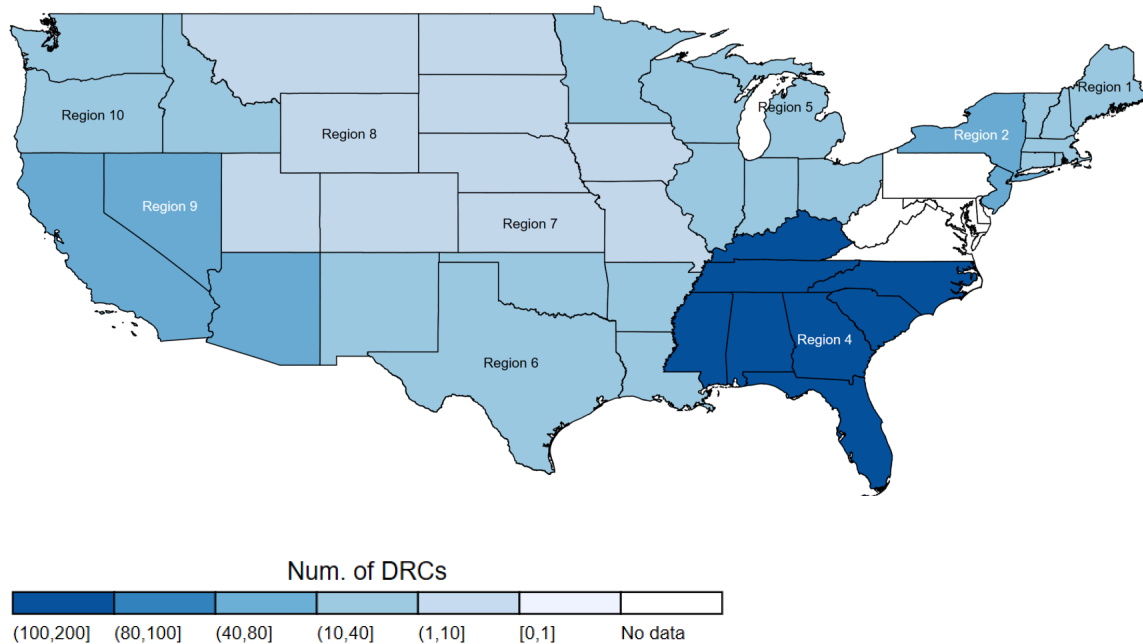 Region 1
Region 10
Region 5
Region 2
Region 8
Region 9
Region 7
Region 4
Region 6
Num. of DRCs
(100,200] (80,100] (40,80] (10,40] (1,10] [0,1] No data